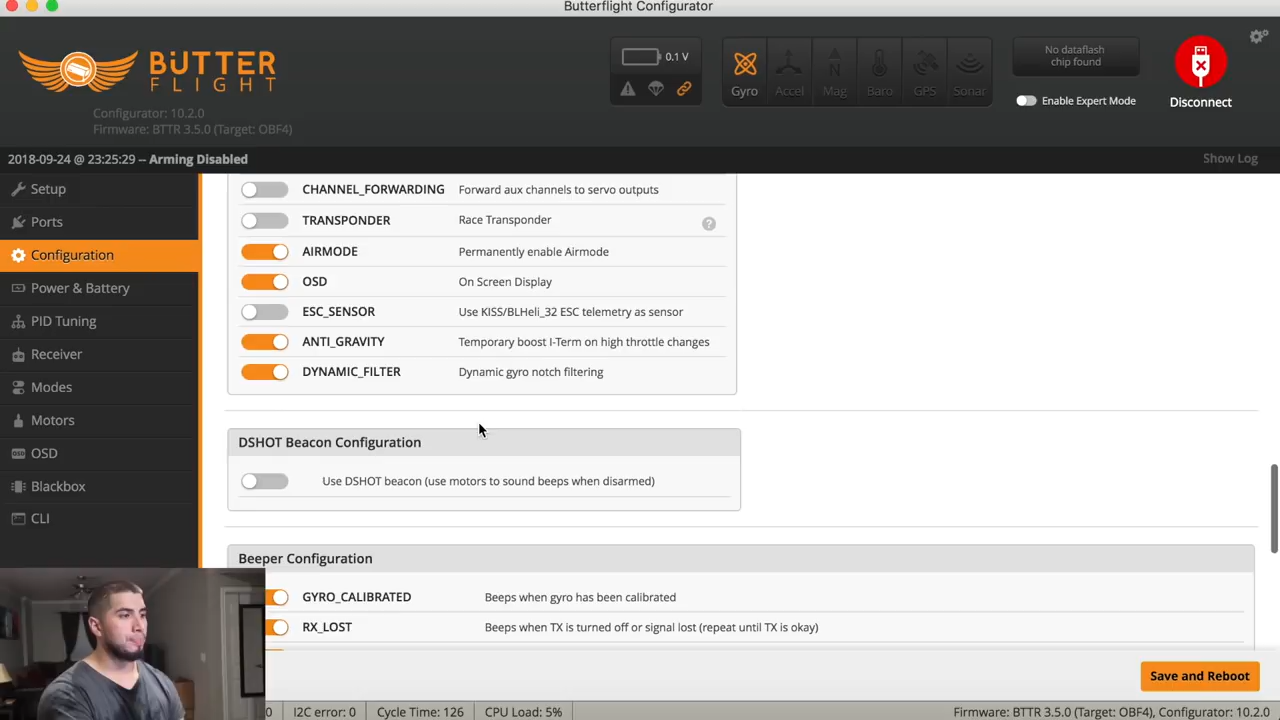 Butterflight Configurator
BUTTER
FLIGHT
Configurator: 10.2.0
Firmware: BTTR 3.5.0 (Target: OBF4)
0.1 V
Gyro
Accel
Mag
Baro
GPS
Sonar
No dataflash
chip found
Enable Expert Mode
Disconnect
2018-09-24 @ 23:25:29 -- Arming Disabled
Show Log
Setup
Ports
Configuration
Power & Battery
PID Tuning
Receiver
Modes
Motors
OSD
Blackbox
CLI
CHANNEL_FORWARDING Forward aux channels to servo outputs
TRANSPONDER Race Transponder ?
AIRMODE Permanently enable Airmode
OSD On Screen Display
ESC_SENSOR Use KISS/BLHeli_32 ESC telemetry as sensor
ANTI_GRAVITY Temporary boost I-Term on high throttle changes
DYNAMIC_FILTER Dynamic gyro notch filtering
DSHOT Beacon Configuration
Use DSHOT beacon (use motors to sound beeps when disarmed)
Beeper Configuration
GYRO_CALIBRATED Beeps when gyro has been calibrated
RX_LOST Beeps when TX is turned off or signal lost (repeat until TX is okay)
Save and Reboot
0 I2C error: 0 Cycle Time: 126 CPU Load: 5% Firmware: BTTR 3.5.0 (Target: OBF4), Configurator: 10.2.0